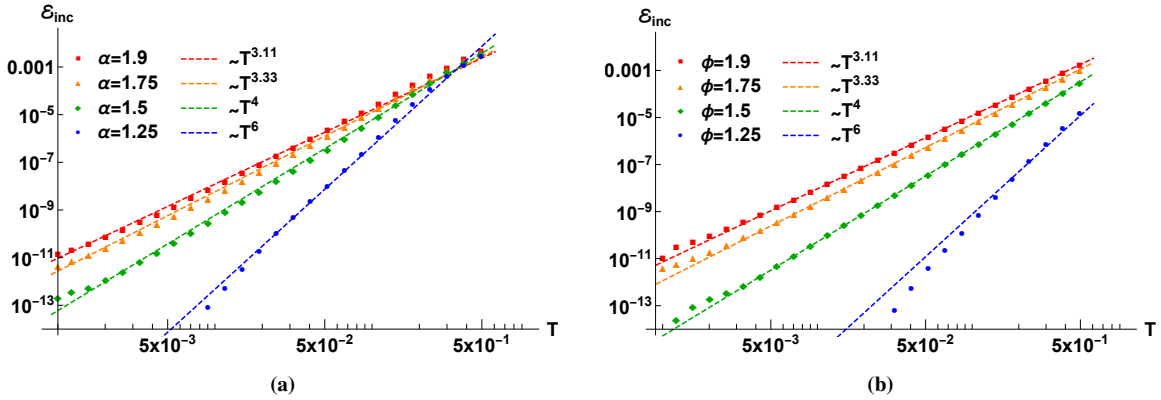 ℰinc
α=1.9 ~T^3.11
α=1.75 ~T^3.33
α=1.5 ~T^4
α=1.25 ~T^6
0.001
10^-5
10^-7
10^-9
10^-11
10^-13
5x10^-3 5x10^-2 5x10^-1 T
(a)
ℰinc
ϕ=1.9 ~T^3.11
ϕ=1.75 ~T^3.33
ϕ=1.5 ~T^4
ϕ=1.25 ~T^6
0.001
10^-5
10^-7
10^-9
10^-11
10^-13
5x10^-3 5x10^-2 5x10^-1 T
(b)